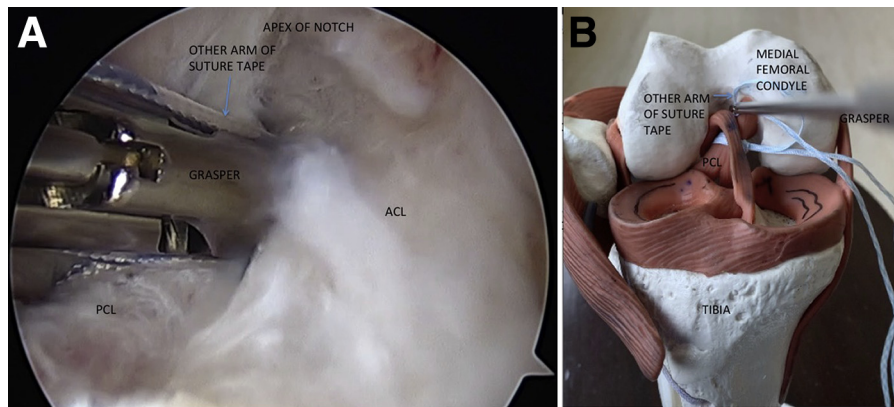 A
APEX OF NOTCH
OTHER ARM OF
SUTURE TAPE
GRASPER
ACL
PCL
B
MEDIAL
FEMORAL
CONDYLE
OTHER ARM
OF SUTURE
TAPE
GRASPER
PCL
TIBIA